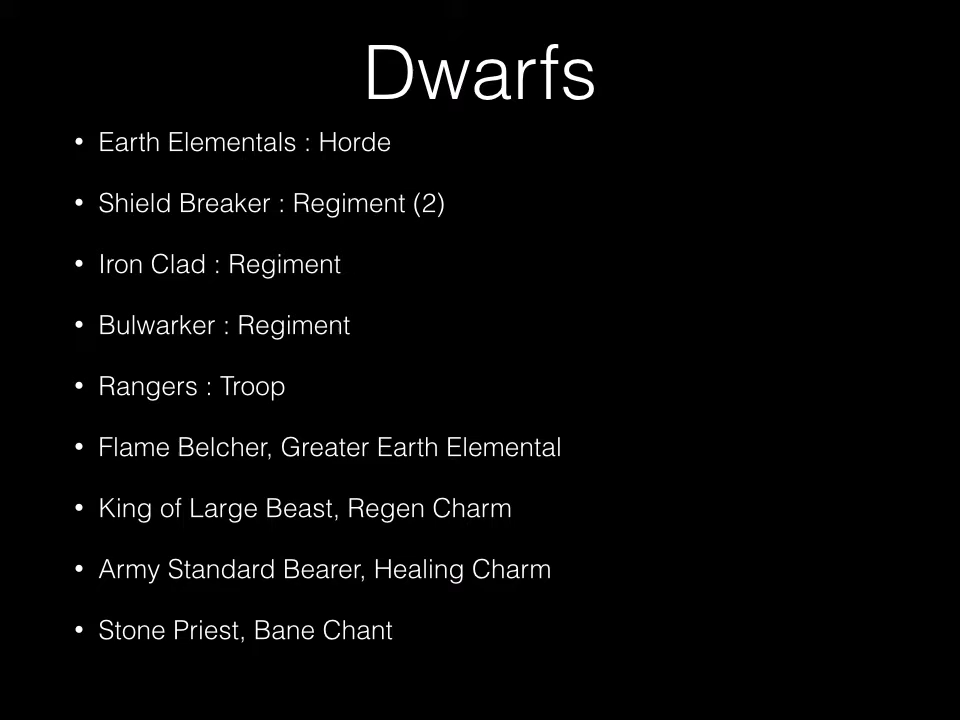 Dwarfs
• Earth Elementals : Horde
• Shield Breaker : Regiment (2)
• Iron Clad : Regiment
• Bulwarker : Regiment
• Rangers : Troop
• Flame Belcher, Greater Earth Elemental
• King of Large Beast, Regen Charm
• Army Standard Bearer, Healing Charm
• Stone Priest, Bane Chant